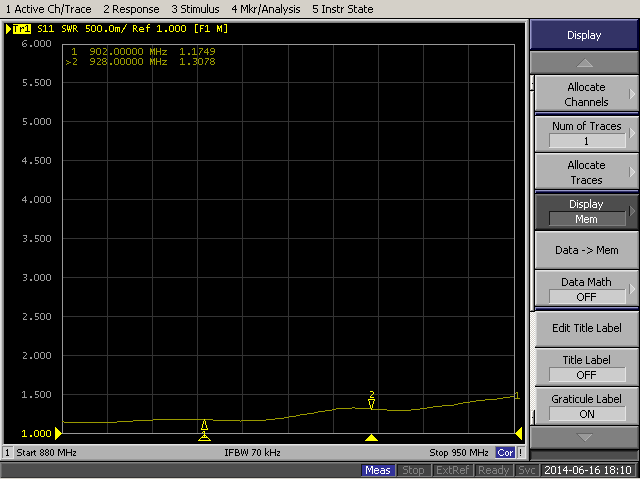 1 Active Ch/Trace 2 Response 3 Stimulus 4 Mkr/Analysis 5 Instr State
Tr1 S11 SWR 500.0m/ Ref 1.000 [F1 M]
6.000
1 902.00000 MHz 1.1749
>2 928.00000 MHz 1.3078
5.500
5.000
4.500
4.000
3.500
3.000
2.500
2.000
1.500
1.000
2
1
1
1 Start 880 MHz IFBW 70 kHz Stop 950 MHz Cor !
Display
Allocate
Channels
Num of Traces
1
Allocate
Traces
Display
Mem
Data -> Mem
Data Math
OFF
Edit Title Label
Title Label
OFF
Graticule Label
ON
Meas Stop ExtRef Ready Svc 2014-06-16 18:10